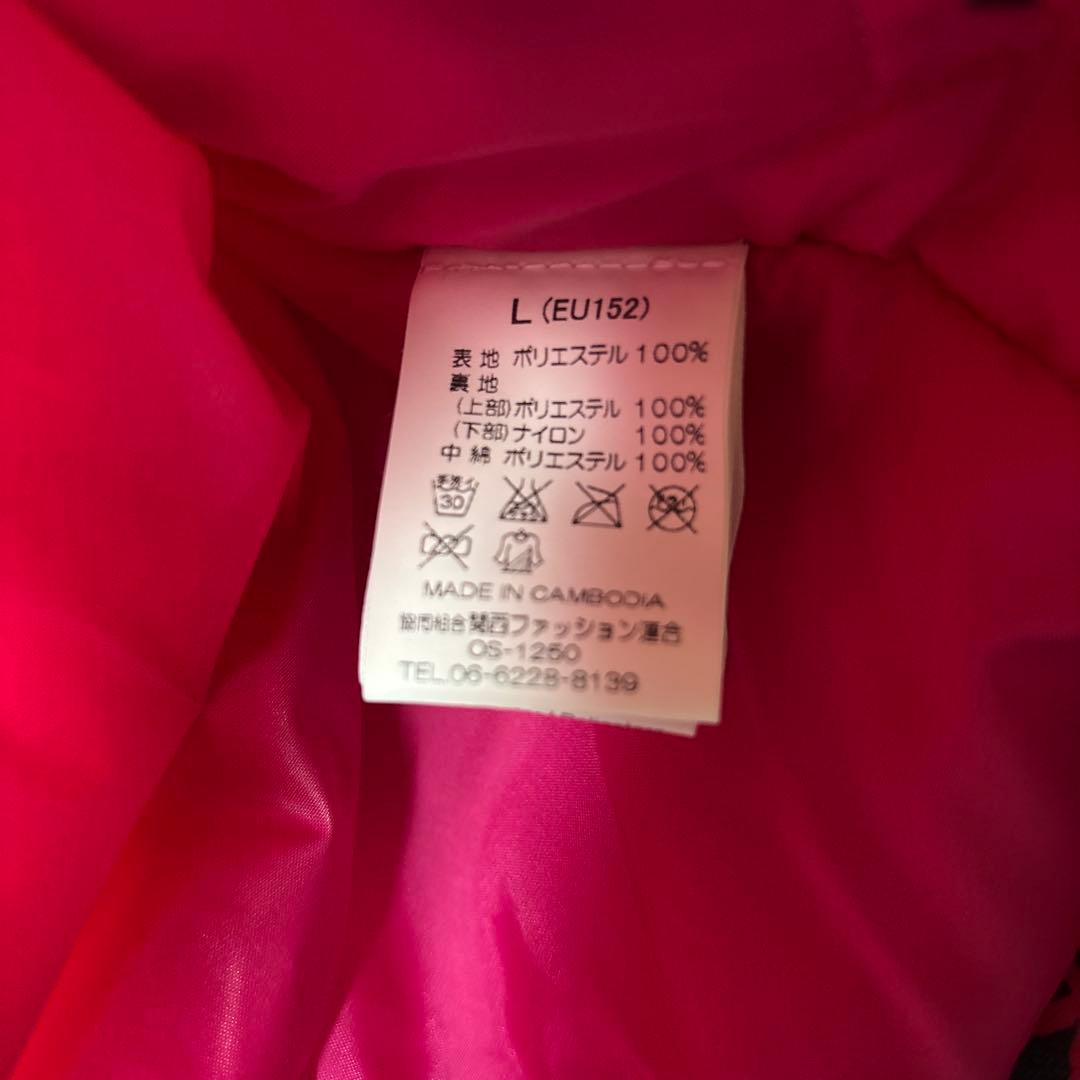 L (EU152)
表 地 ポリエステル 100%
裏 地
(上部)ポリエステル 100%
(下部)ナイロン 100%
中 綿 ポリエステル 100%
30
MADE IN CAMBODIA
協同組合関西ファッション連合
OS-1250
TEL.06-6228-8139